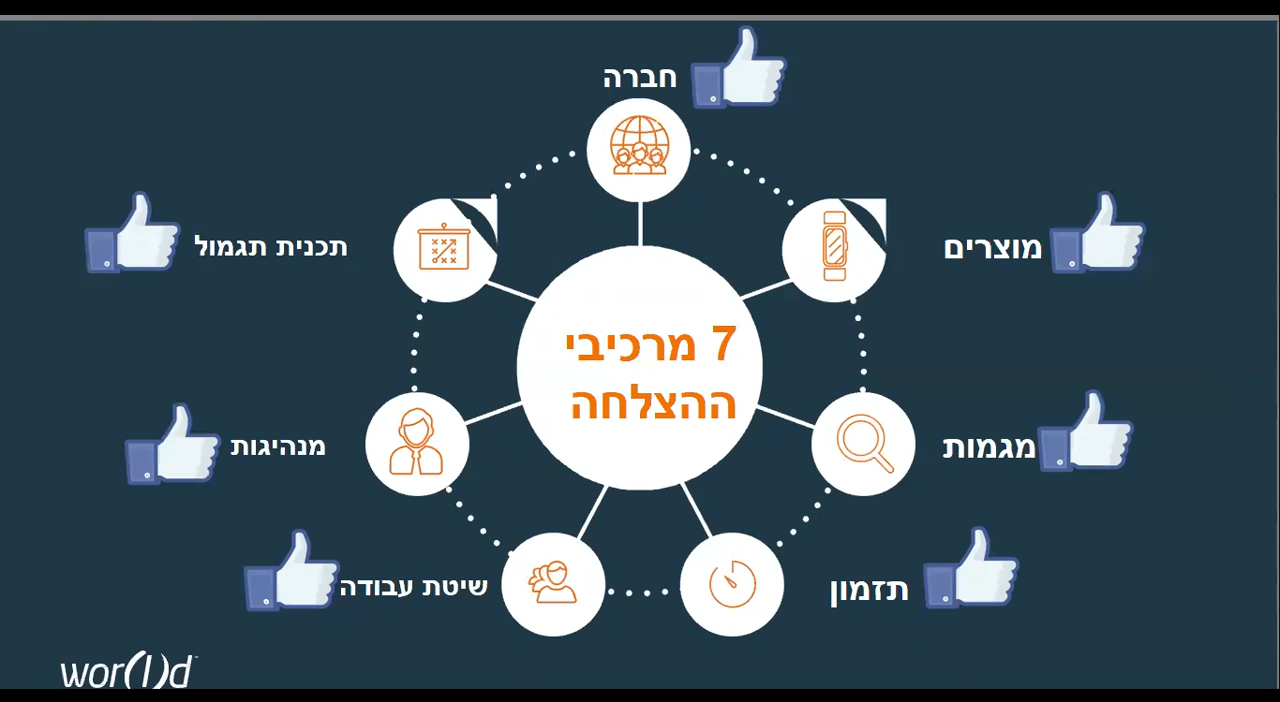 חברה
מוצרים
תכנית תגמול
7 מרכיבי
ההצלחה
מגמות
מנהיגות
תזמון
שיטת עבודה
wor(l)d